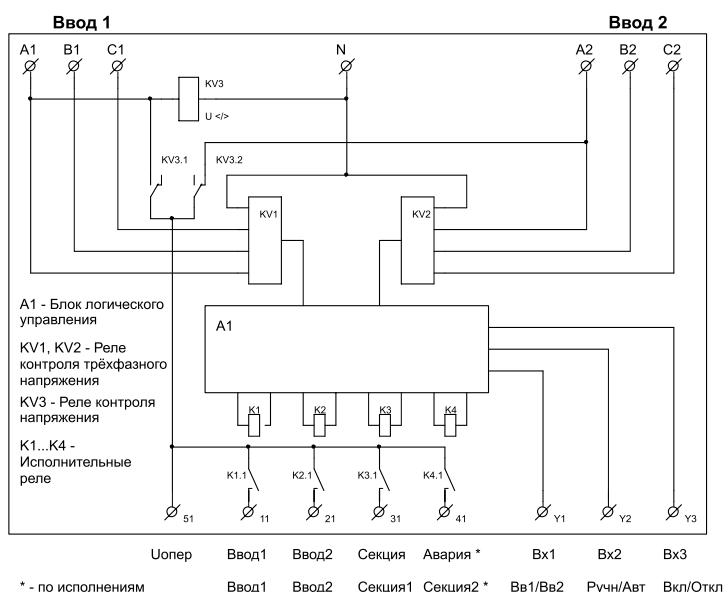 Ввод 1 Ввод 2
A1 B1 C1 N A2 B2 C2
KV3
U </>
KV3.1 KV3.2
KV1 KV2
A1 - Блок логического
управления
KV1, KV2 - Реле
контроля трёхфазного
напряжения
KV3 - Реле контроля
напряжения
K1...K4 -
Исполнительные
реле
A1
K1 K2 K3 K4
K1.1 K2.1 K3.1 K4.1
51 11 21 31 41 Y1 Y2 Y3
Uопер Ввод1 Ввод2 Секция Авария * Вх1 Вх2 Вх3
* - по исполнениям Ввод1 Ввод2 Секция1 Секция2 * Вв1/Вв2 Ручн/Авт Вкл/Откл